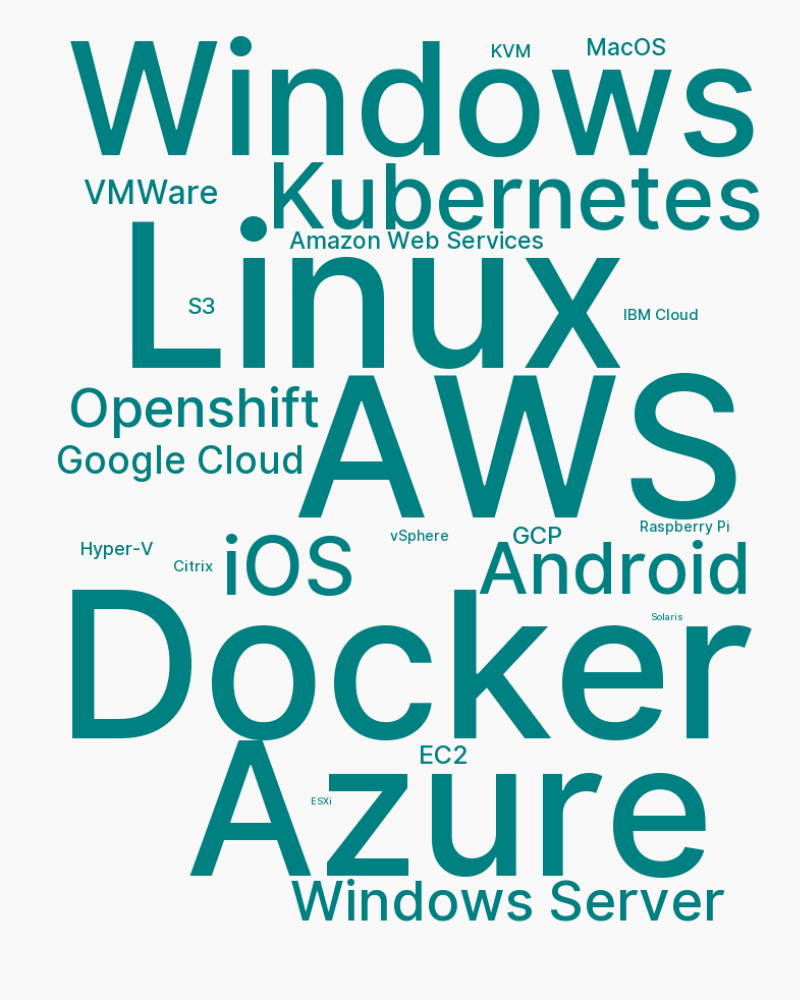 KVM
MacOS
Windows
VMWare
Kubernetes
Amazon Web Services
Linux
S3
IBM Cloud
Openshift
AWS
Google Cloud
Raspberry Pi
vSphere
GCP
Hyper-V
Citrix
iOS
Android
Solaris
Docker
EC2
Azure
ESXi
Windows Server